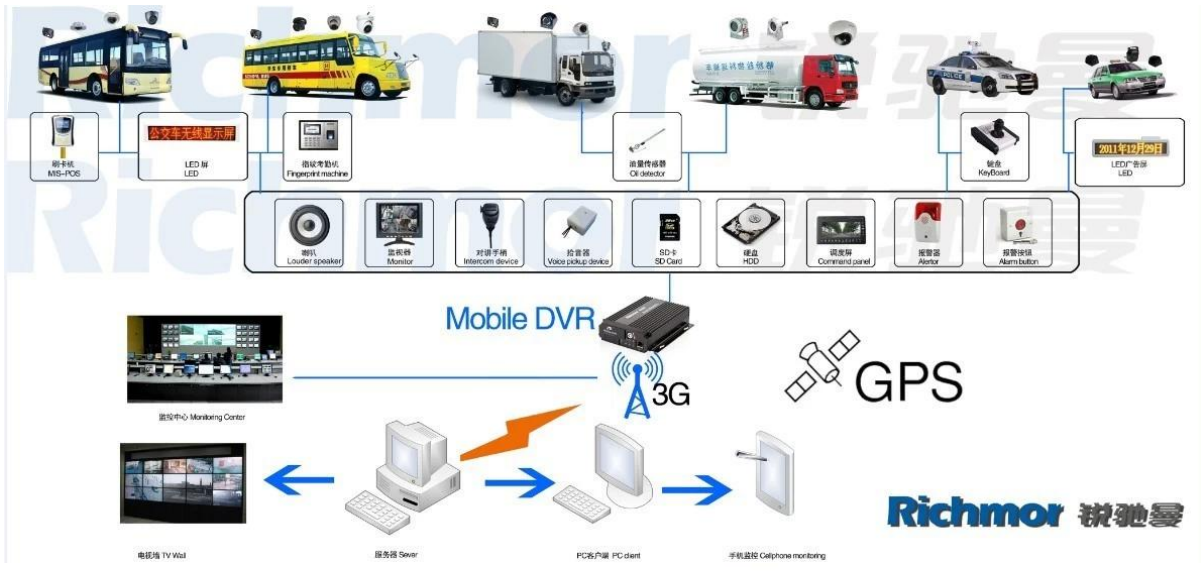 Richmor 锐驰曼
POLICE
公交车无线显示屏
2011年12月29日
刷卡机
MIS-POS
LED 屏
LED
指纹考勤机
Fingerprint machine
油量传感器
Oil detector
键盘
KeyBoard
LED广告屏
LED
Richmor 锐驰曼
喇叭
Louder speaker
监视器
Monitor
对讲手柄
Intercom device
拾音器
Voice pickup device
SD卡
SD Card
硬盘
HDD
调度屏
Command panel
报警器
Alertor
报警按钮
Alarm button
Mobile DVR
3G
GPS
监控中心 Monitoring Center
Richmor 锐驰曼
电视墙 TV Wall
服务器 Sever
PC客户端 PC client
手机监控 Cellphone monitoring